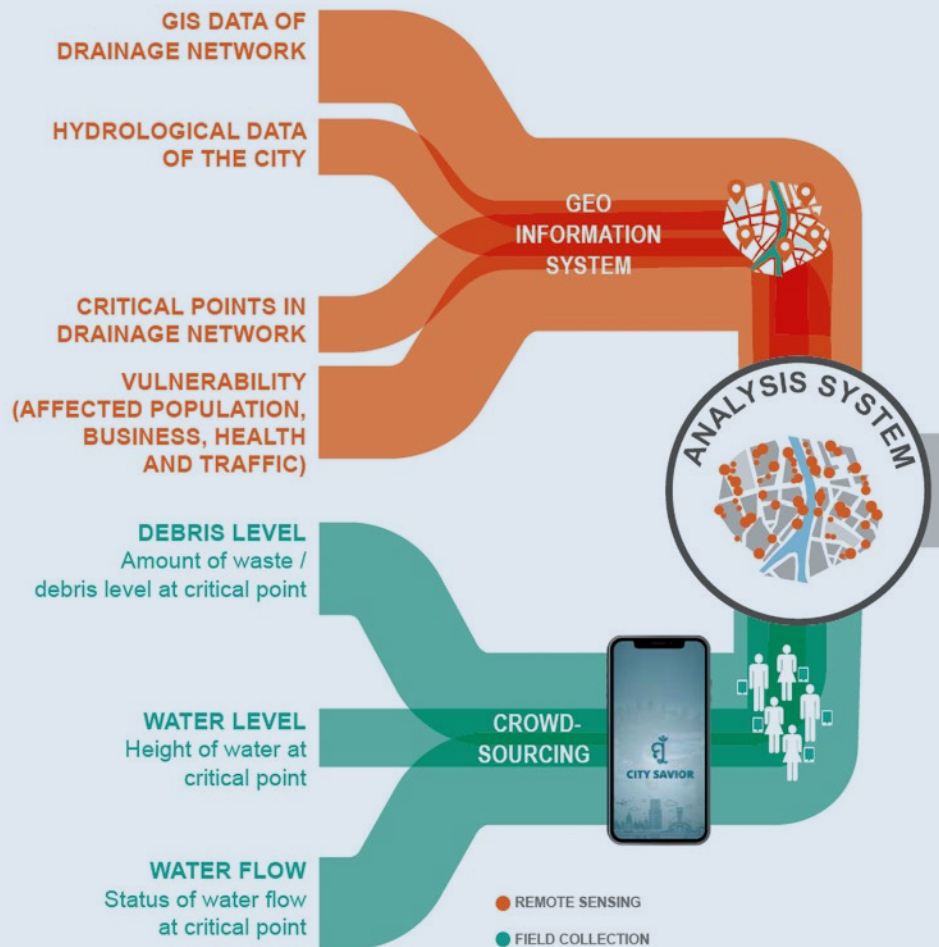 GIS DATA OF
DRAINAGE NETWORK
HYDROLOGICAL DATA
OF THE CITY
GEO
INFORMATION
SYSTEM
CRITICAL POINTS IN
DRAINAGE NETWORK
VULNERABILITY
(AFFECTED POPULATION,
BUSINESS, HEALTH
AND TRAFFIC)
ANALYSIS SYSTEM
DEBRIS LEVEL
Amount of waste /
debris level at critical point
WATER LEVEL
Height of water at
critical point
CROWD-
SOURCING
CITY SAVIOR
WATER FLOW
Status of water flow
at critical point
REMOTE SENSING
FIELD COLLECTION